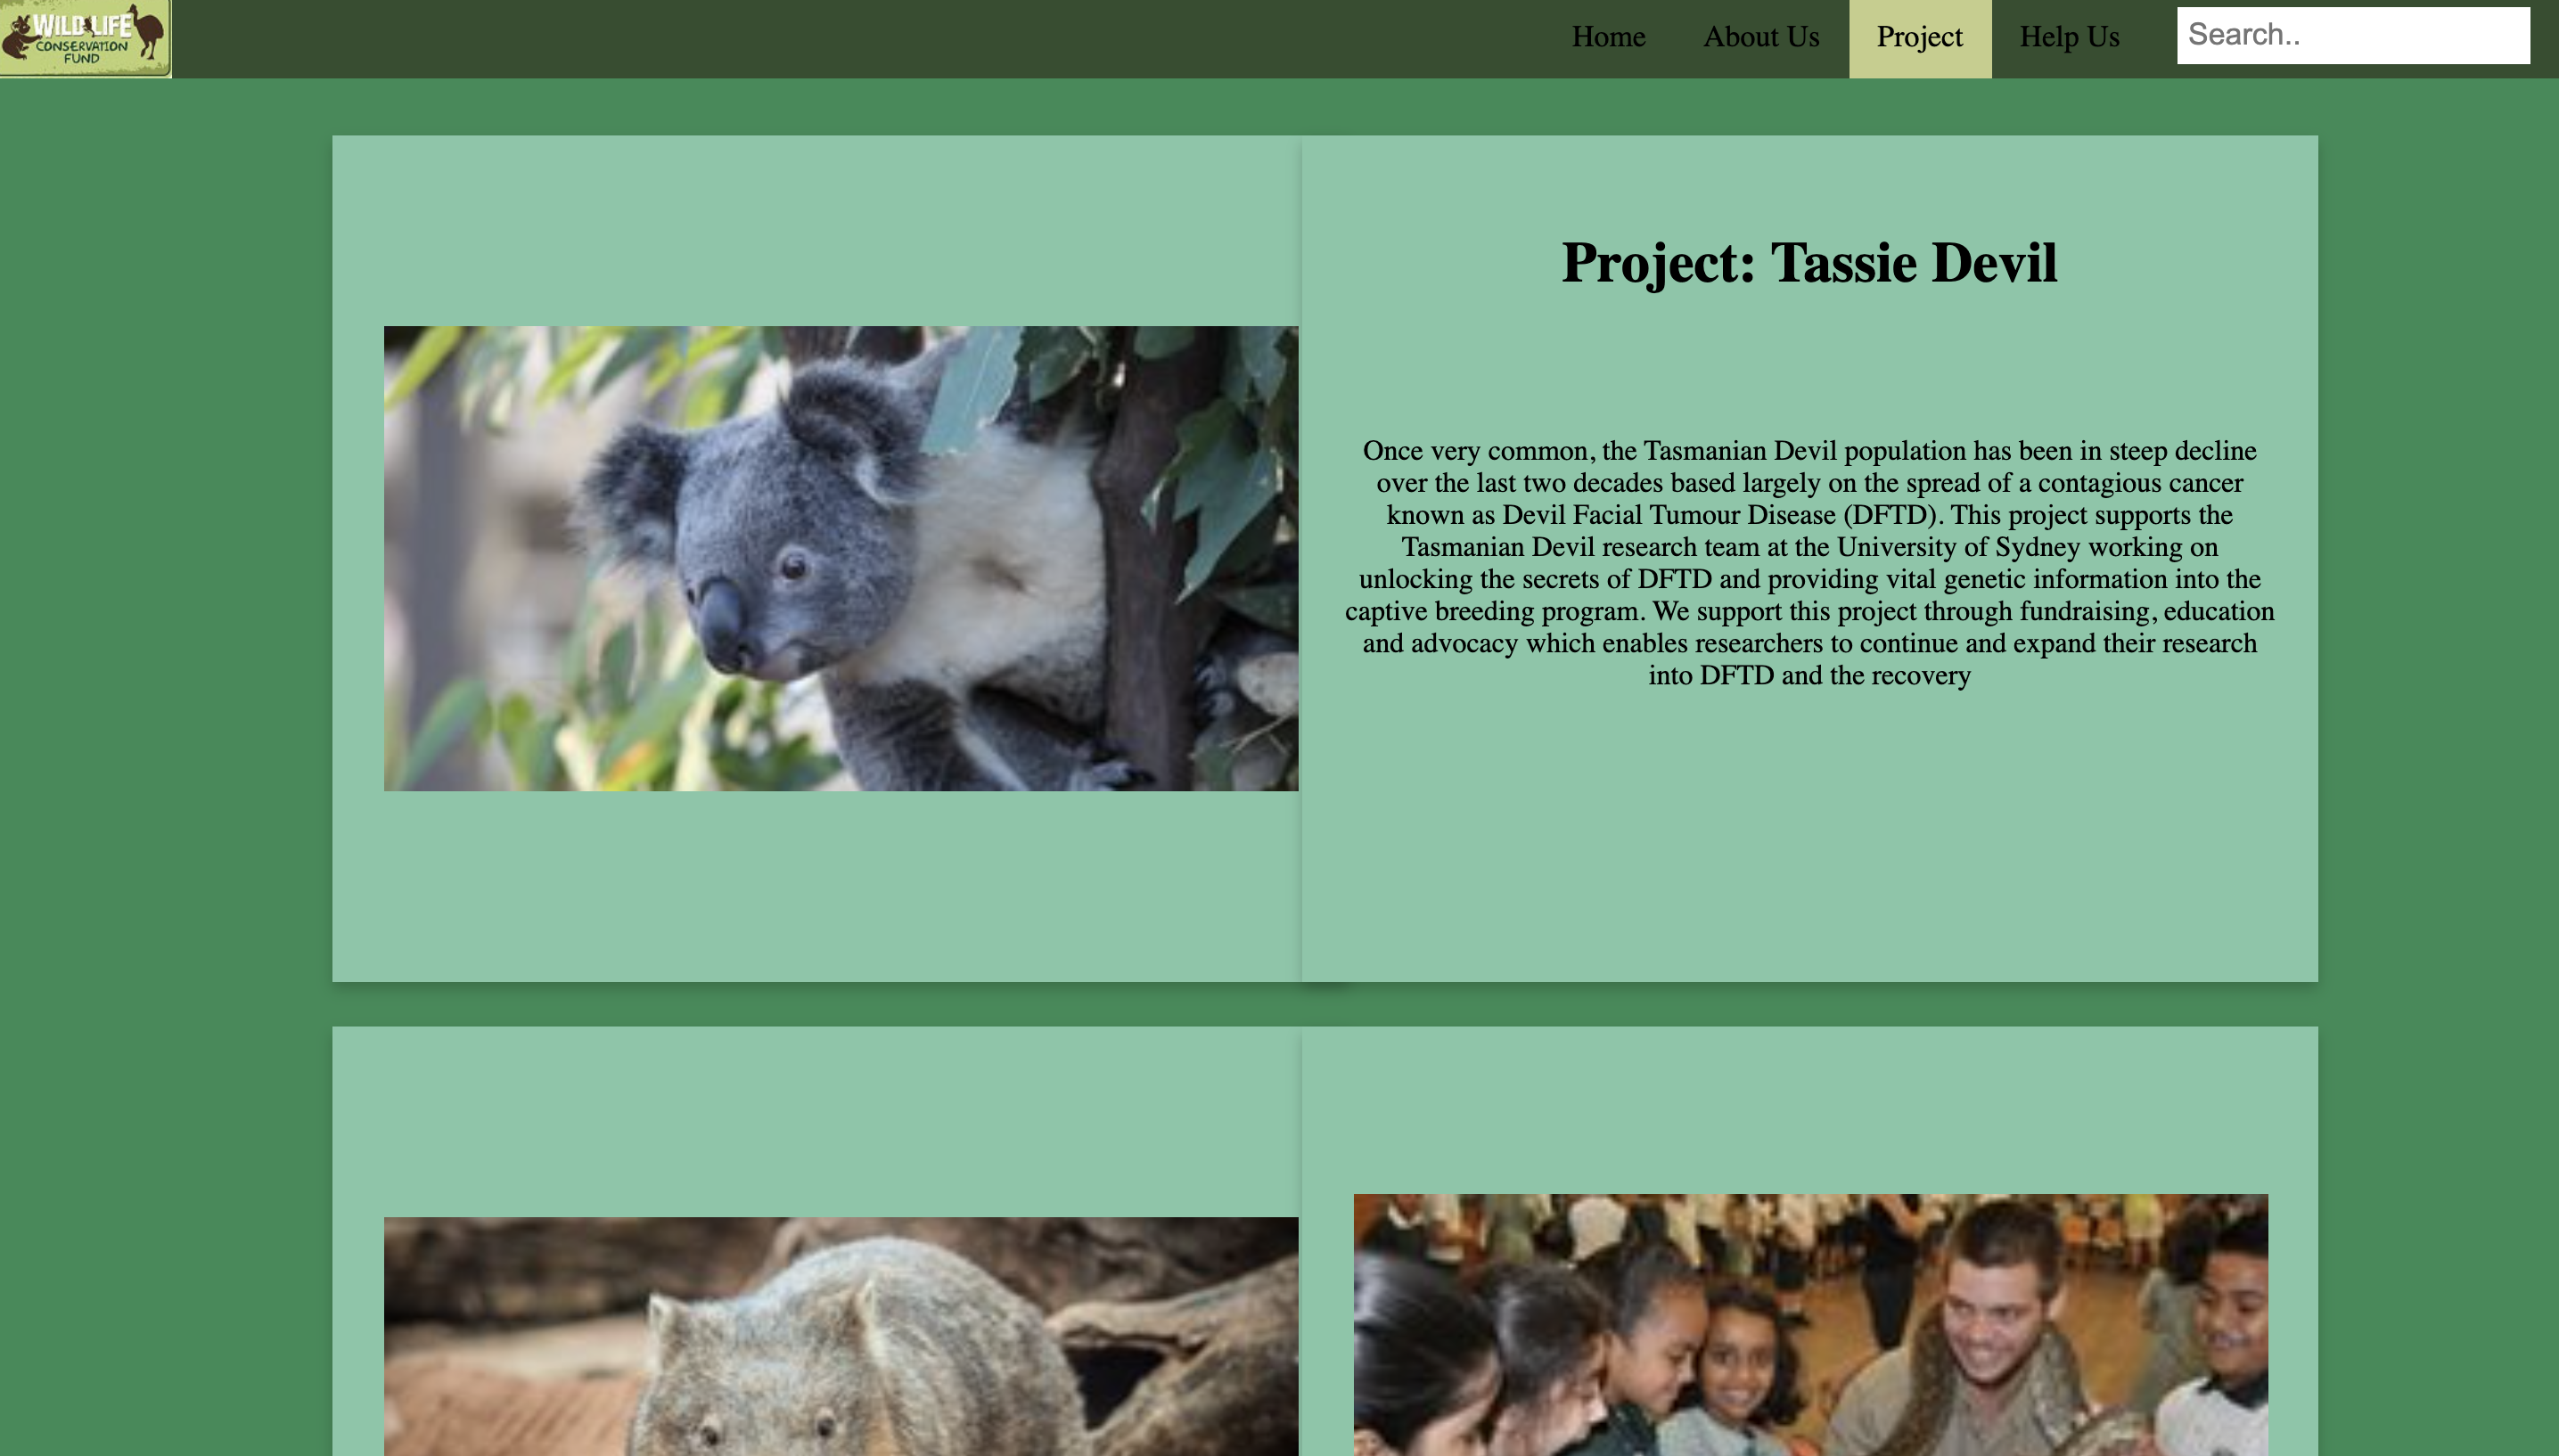 WILD LIFE
CONSERVATION
FUND
Home About Us Project Help Us Search..
Project: Tassie Devil
Once very common, the Tasmanian Devil population has been in steep decline
over the last two decades based largely on the spread of a contagious cancer
known as Devil Facial Tumour Disease (DFTD). This project supports the
Tasmanian Devil research team at the University of Sydney working on
unlocking the secrets of DFTD and providing vital genetic information into the
captive breeding program. We support this project through fundraising, education
and advocacy which enables researchers to continue and expand their research
into DFTD and the recovery